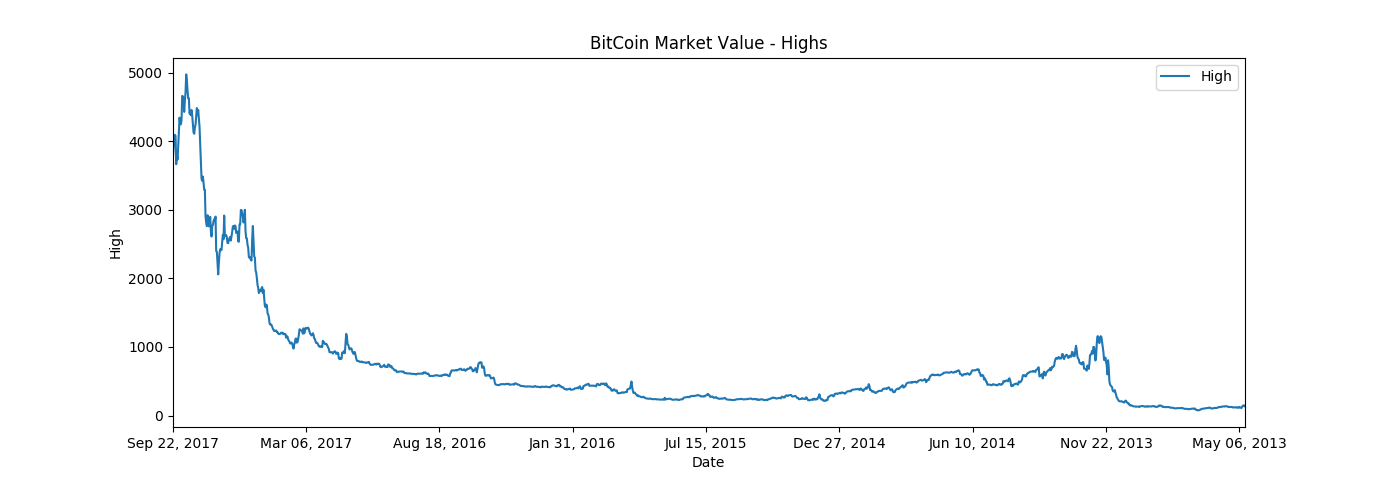 BitCoin Market Value - Highs
High
5000
4000
3000
2000
1000
0
High
Sep 22, 2017
Mar 06, 2017
Aug 18, 2016
Jan 31, 2016
Jul 15, 2015
Dec 27, 2014
Jun 10, 2014
Nov 22, 2013
May 06, 2013
Date